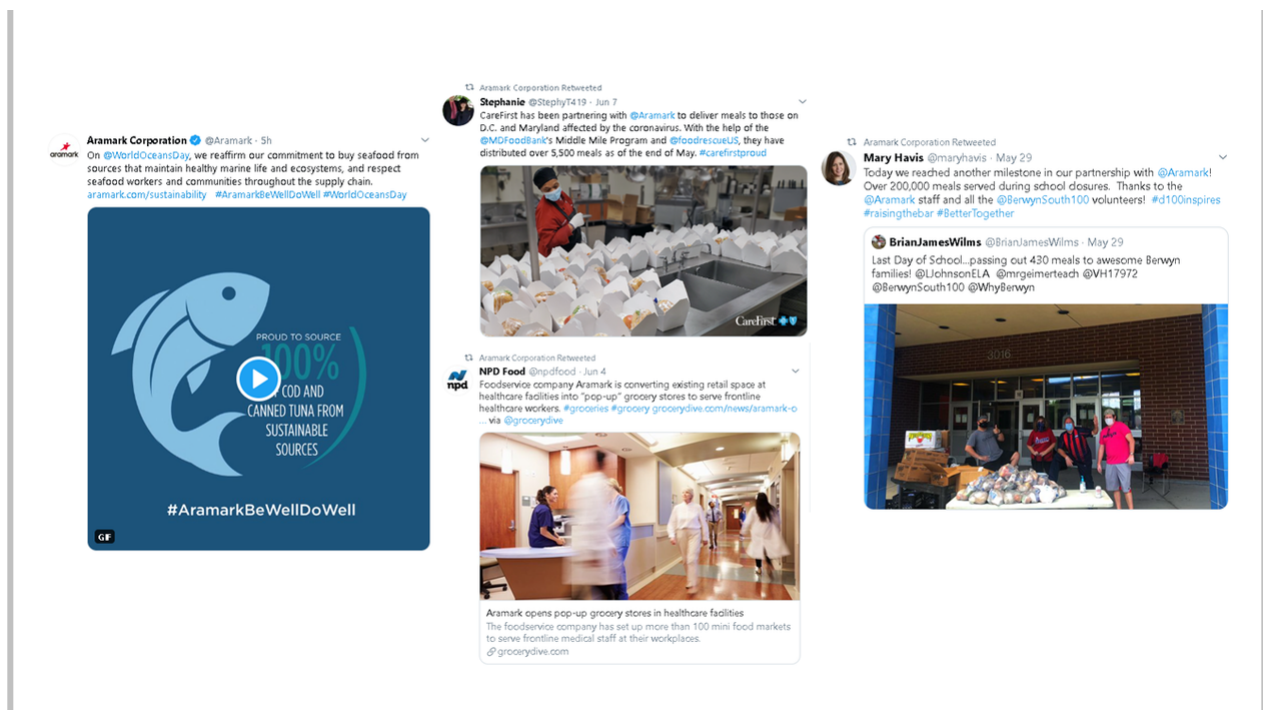 aramark
Aramark Corporation @Aramark · 5h
On @WorldOceansDay, we reaffirm our commitment to buy seafood from
sources that maintain healthy marine life and ecosystems, and respect
seafood workers and communities throughout the supply chain.
aramark.com/sustainability #AramarkBeWellDoWell #WorldOceansDay
PROUD TO SOURCE
100%
COD AND
CANNED TUNA FROM
SUSTAINABLE
SOURCES
#AramarkBeWellDoWell
GIF
Aramark Corporation Retweeted
Stephanie @StephyT419 · Jun 7
CareFirst has been partnering with @Aramark to deliver meals to those on
D.C. and Maryland affected by the coronavirus. With the help of the
@MDFoodBank's Middle Mile Program and @foodrescueUS, they have
distributed over 5,500 meals as of the end of May. #carefirstproud
CareFirst
Aramark Corporation Retweeted
npd
NPD Food @npdfood · Jun 4
Foodservice company Aramark is converting existing retail space at
healthcare facilities into "pop-up" grocery stores to serve frontline
healthcare workers. #groceries #grocery grocerydive.com/news/aramark-o
... via @grocerydive
Aramark opens pop-up grocery stores in healthcare facilities
The foodservice company has set up more than 100 mini food markets
to serve frontline medical staff at their workplaces.
grocerydive.com
Aramark Corporation Retweeted
Mary Havis @maryhavis · May 29
Today we reached another milestone in our partnership with @Aramark!
Over 200,000 meals served during school closures. Thanks to the
@Aramark staff and all the @BerwynSouth100 volunteers! #d100inspires
#raisingthebar #BetterTogether
BrianJamesWilms @BrianJamesWilms · May 29
Last Day of School...passing out 430 meals to awesome Berwyn
families! @LJohnsonELA @mrgeimerteach @VH17972
@BerwynSouth100 @WhyBerwyn
3016